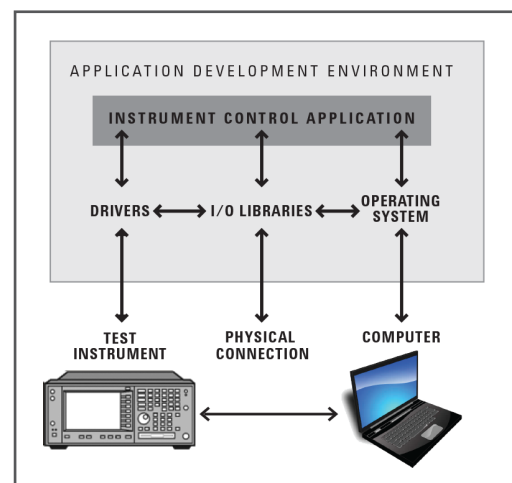 APPLICATION DEVELOPMENT ENVIRONMENT
INSTRUMENT CONTROL APPLICATION
DRIVERS
I/O LIBRARIES
OPERATING
SYSTEM
TEST
INSTRUMENT
PHYSICAL
CONNECTION
COMPUTER